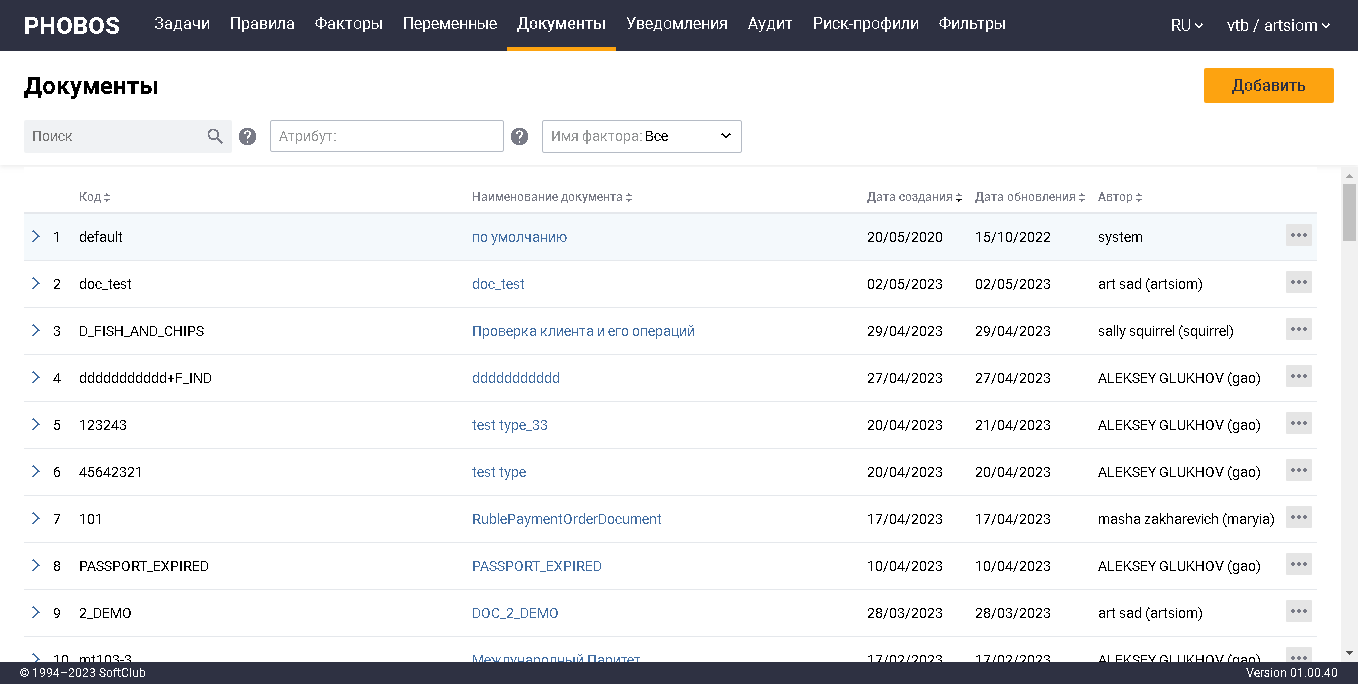 PHOBOS Задачи Правила Факторы Переменные Документы Уведомления Аудит Риск-профили Фильтры RU vtb / artsiom
Документы Добавить
Поиск Атрибут: Имя фактора: Все
Код Наименование документа Дата создания Дата обновления Автор
1 default по умолчанию 20/05/2020 15/10/2022 system
2 doc_test doc_test 02/05/2023 02/05/2023 art sad (artsiom)
3 D_FISH_AND_CHIPS Проверка клиента и его операций 29/04/2023 29/04/2023 sally squirrel (squirrel)
4 ddddddddddd+F_IND ddddddddddd 27/04/2023 27/04/2023 ALEKSEY GLUKHOV (gao)
5 123243 test type_33 20/04/2023 21/04/2023 ALEKSEY GLUKHOV (gao)
6 45642321 test type 20/04/2023 20/04/2023 ALEKSEY GLUKHOV (gao)
7 101 RublePaymentOrderDocument 17/04/2023 17/04/2023 masha zakharevich (maryia)
8 PASSPORT_EXPIRED PASSPORT_EXPIRED 10/04/2023 10/04/2023 ALEKSEY GLUKHOV (gao)
9 2_DEMO DOC_2_DEMO 28/03/2023 28/03/2023 art sad (artsiom)
10 mt103-3 Международный Паритет 17/02/2023 17/02/2023 ALEKSEY GLUKHOV (gao)
© 1994–2023 SoftClub Version 01.00.40